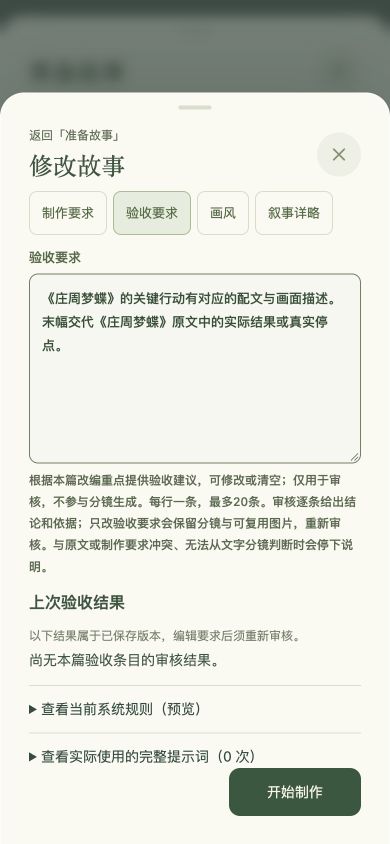 返回「准备故事」
修改故事
制作要求
验收要求
画风
叙事详略
验收要求
《庄周梦蝶》的关键行动有对应的配文与画面描述。
末幅交代《庄周梦蝶》原文中的实际结果或真实停
点。
根据本篇改编重点提供验收建议，可修改或清空；仅用于审
核，不参与分镜生成。每行一条，最多20条。审核逐条给出结
论和依据；只改验收要求会保留分镜与可复用图片，重新审
核。与原文或制作要求冲突、无法从文字分镜判断时会停下说
明。
上次验收结果
以下结果属于已保存版本，编辑要求后须重新审核。
尚无本篇验收条目的审核结果。
查看当前系统规则（预览）
查看实际使用的完整提示词（0 次）
开始制作